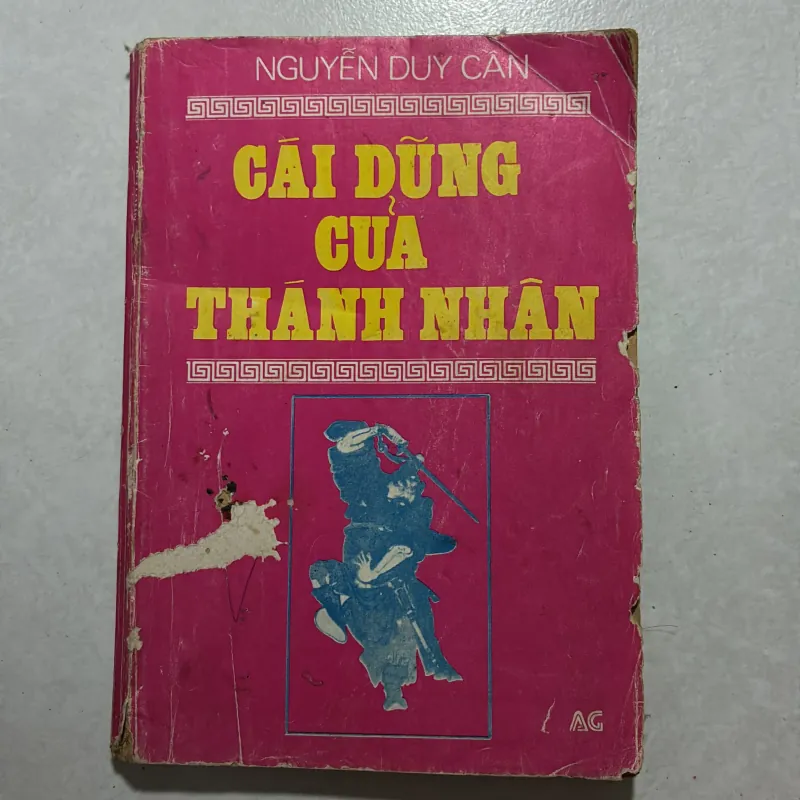 NGUYỄN DUY CẦN
CÁI DŨNG
CỦA
THÁNH NHÂN
AG